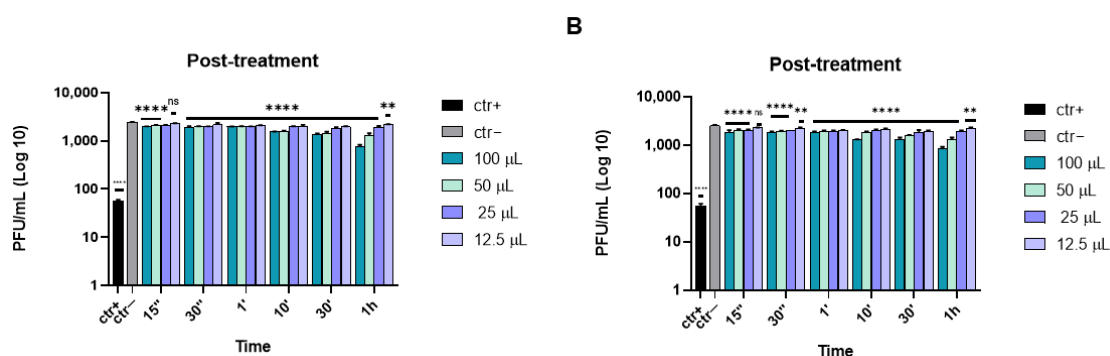 B
Post-treatment
PFU/mL (Log 10)
10,000
1,000
100
10
1
****
****
ns
****
**
ctr+
ctr−
15"
30"
1'
10'
30'
1h
Time
ctr+
ctr−
100 µL
50 µL
25 µL
12.5 µL
Post-treatment
PFU/mL (Log 10)
10,000
1,000
100
10
1
****
****
ns
****
**
****
**
ctr+
ctr−
15"
30"
1'
10'
30'
1h
Time
ctr+
ctr−
100 µL
50 µL
25 µL
12.5 µL